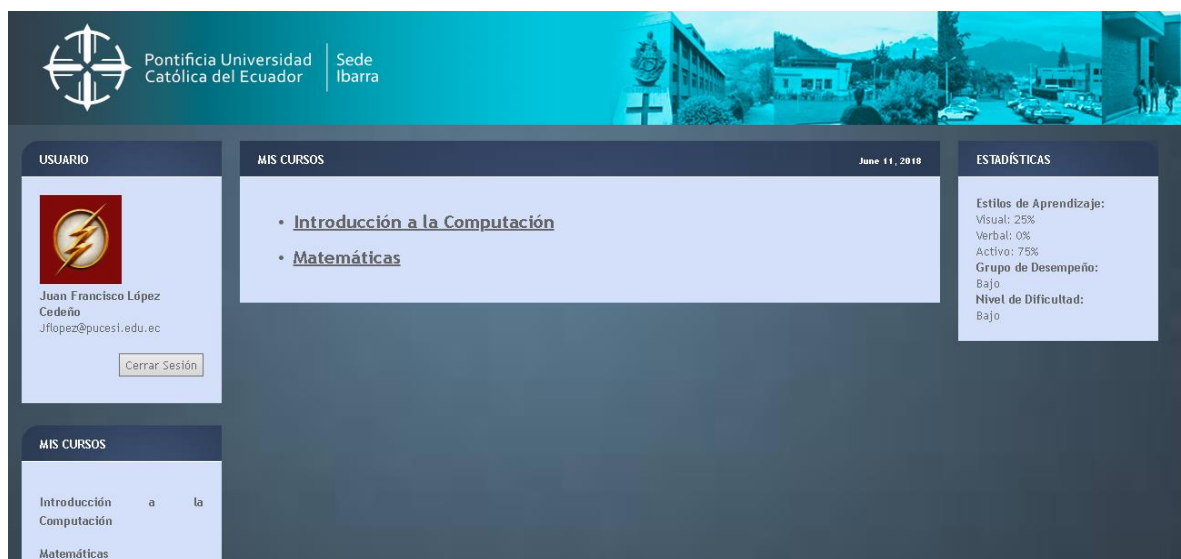 Pontificia Universidad
Católica del Ecuador
Sede
Ibarra
USUARIO
Juan Francisco López
Cedeño
Jflopez@pucesi.edu.ec
Cerrar Sesión
MIS CURSOS
Introducción a la
Computación
Matemáticas
MIS CURSOS
June 11, 2018
• Introducción a la Computación
• Matemáticas
ESTADÍSTICAS
Estilos de Aprendizaje:
Visual: 25%
Verbal: 0%
Activo: 75%
Grupo de Desempeño:
Bajo
Nivel de Dificultad:
Bajo